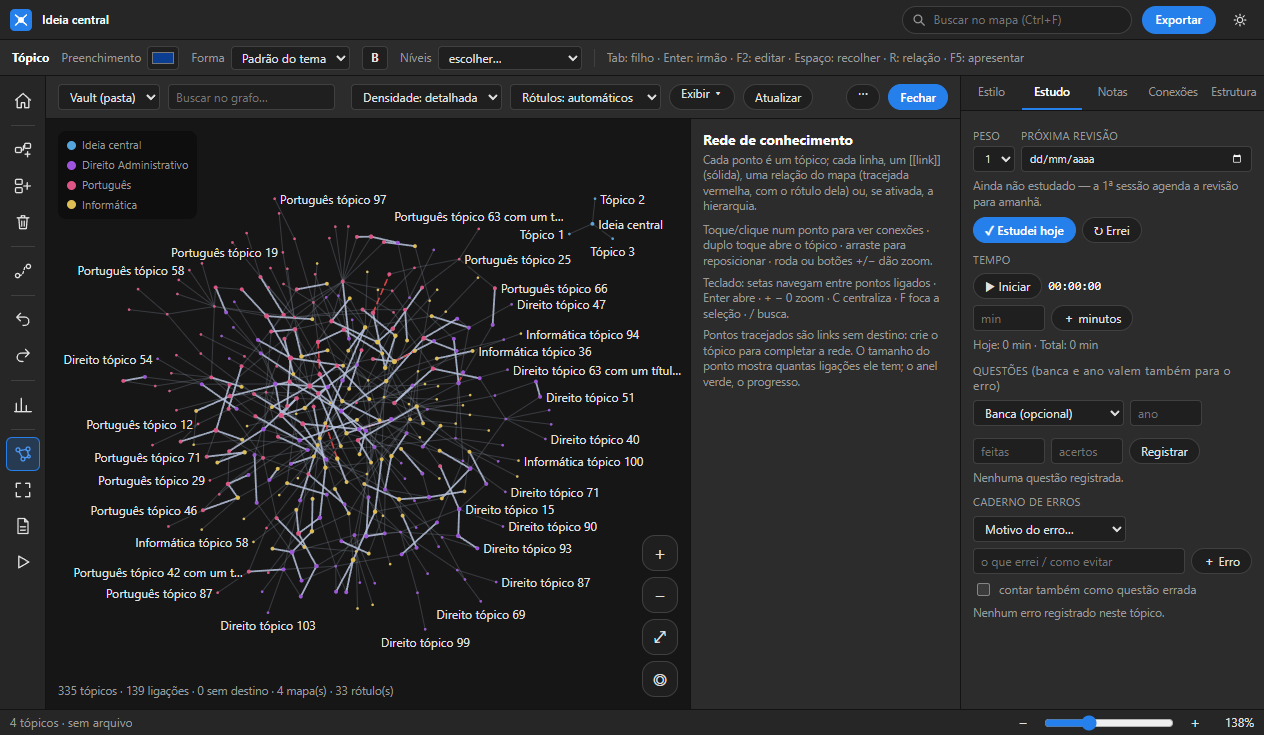 Ideia central
Buscar no mapa (Ctrl+F)
Exportar
Tópico
Preenchimento
Forma
Padrão do tema
B
Níveis
escolher...
Tab: filho · Enter: irmão · F2: editar · Espaço: recolher · R: relação · F5: apresentar
Vault (pasta)
Buscar no grafo...
Densidade: detalhada
Rótulos: automáticos
Exibir
Atualizar
...
Fechar
Ideia central
Direito Administrativo
Português
Informática
Português tópico 97
Tópico 2
Português tópico 63 com um t...
Ideia central
Tópico 1
Tópico 3
Português tópico 19
Português tópico 25
Português tópico 58
Português tópico 66
Direito tópico 47
Informática tópico 94
Informática tópico 36
Direito tópico 54
Direito tópico 63 com um títul...
Direito tópico 51
Português tópico 12
Direito tópico 40
Português tópico 71
Informática tópico 100
Português tópico 29
Direito tópico 71
Português tópico 46
Direito tópico 15
Direito tópico 90
Informática tópico 58
Direito tópico 93
Português tópico 42 com um t...
Direito tópico 87
Português tópico 87
Direito tópico 69
Direito tópico 103
Direito tópico 99
+
−
335 tópicos · 139 ligações · 0 sem destino · 4 mapa(s) · 33 rótulo(s)
Rede de conhecimento
Cada ponto é um tópico; cada linha, um [[link]]
(sólida), uma relação do mapa (tracejada
vermelha, com o rótulo dela) ou, se ativada, a
hierarquia.
Toque/clique num ponto para ver conexões ·
duplo toque abre o tópico · arraste para
reposicionar · roda ou botões +/− dão zoom.
Teclado: setas navegam entre pontos ligados ·
Enter abre · + − 0 zoom · C centraliza · F foca a
seleção · / busca.
Pontos tracejados são links sem destino: crie o
tópico para completar a rede. O tamanho do
ponto mostra quantas ligações ele tem; o anel
verde, o progresso.
Estilo
Estudo
Notas
Conexões
Estrutura
PESO
PRÓXIMA REVISÃO
1
dd/mm/aaaa
Ainda não estudado — a 1ª sessão agenda a revisão
para amanhã.
✓ Estudei hoje
↻ Errei
TEMPO
▶ Iniciar
00:00:00
min
+ minutos
Hoje: 0 min · Total: 0 min
QUESTÕES (banca e ano valem também para o
erro)
Banca (opcional)
ano
feitas
acertos
Registrar
Nenhuma questão registrada.
CADERNO DE ERROS
Motivo do erro...
o que errei / como evitar
+ Erro
contar também como questão errada
Nenhum erro registrado neste tópico.
4 tópicos · sem arquivo
−
+
138%